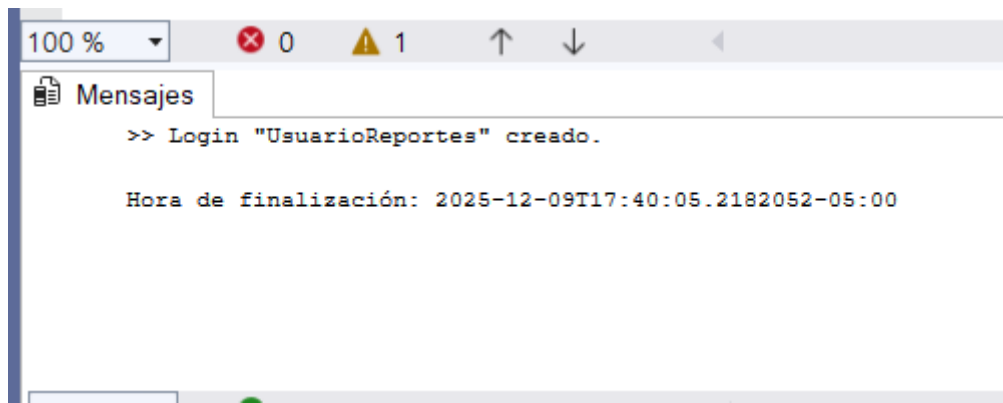 100 % 0 1
Mensajes
>> Login "UsuarioReportes" creado.
Hora de finalización: 2025-12-09T17:40:05.2182052-05:00